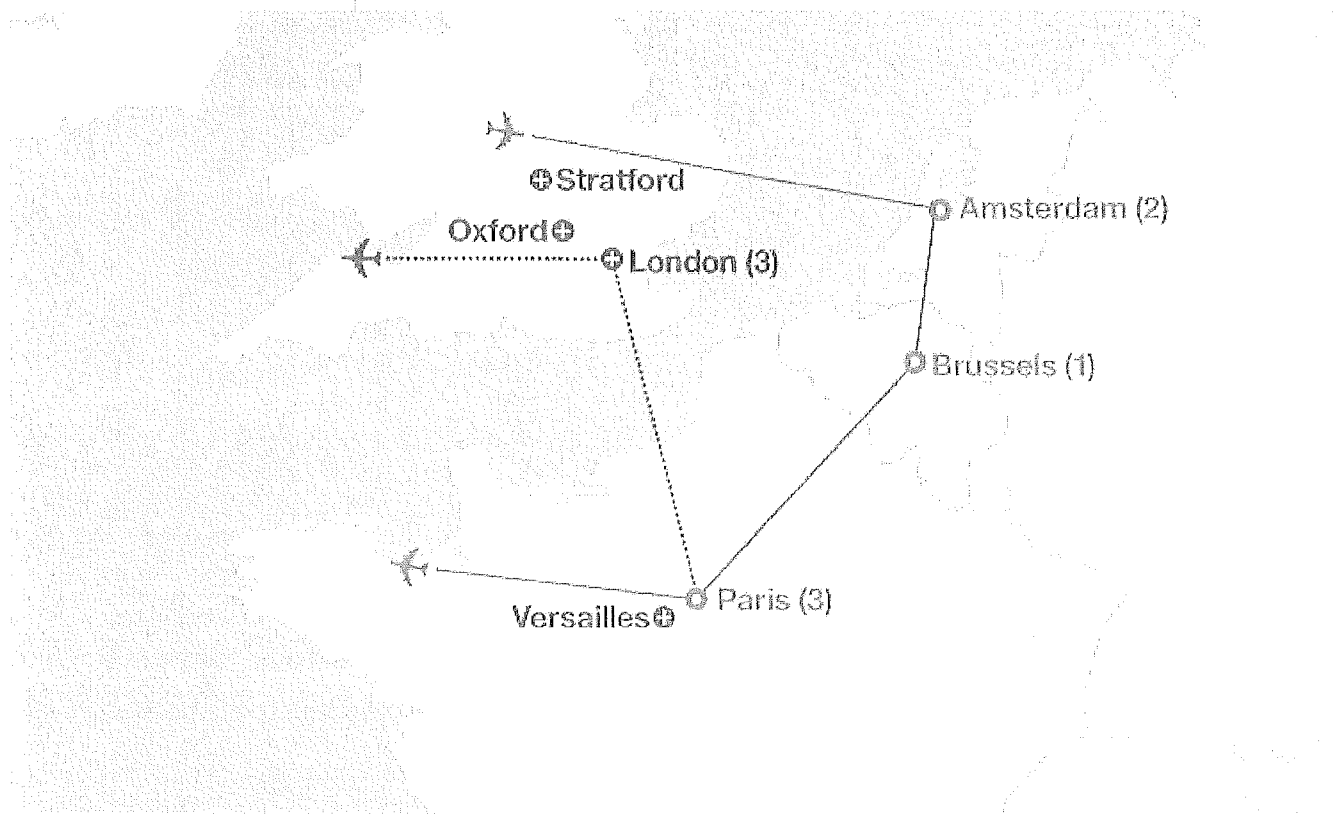 Stratford
Amsterdam (2)
Oxford
London (3)
Brussels (1)
Paris (3)
Versailles